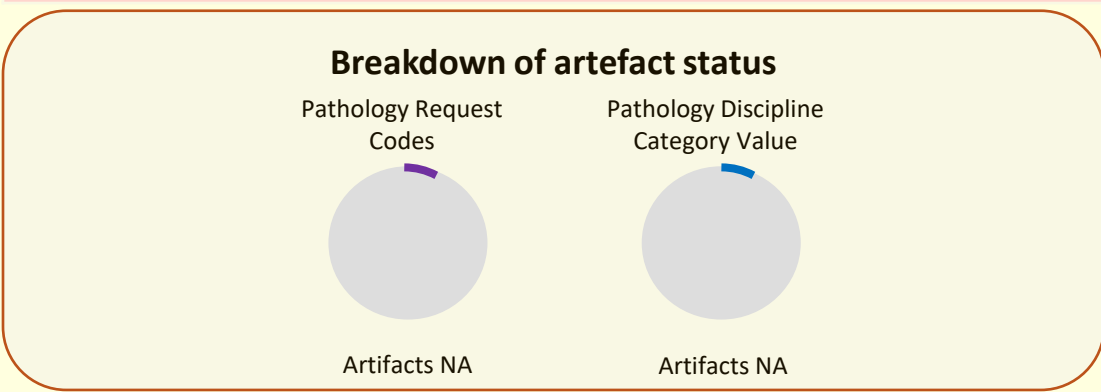 Breakdown of artefact status
Pathology Request
Codes
Pathology Discipline
Category Value
Artifacts NA
Artifacts NA